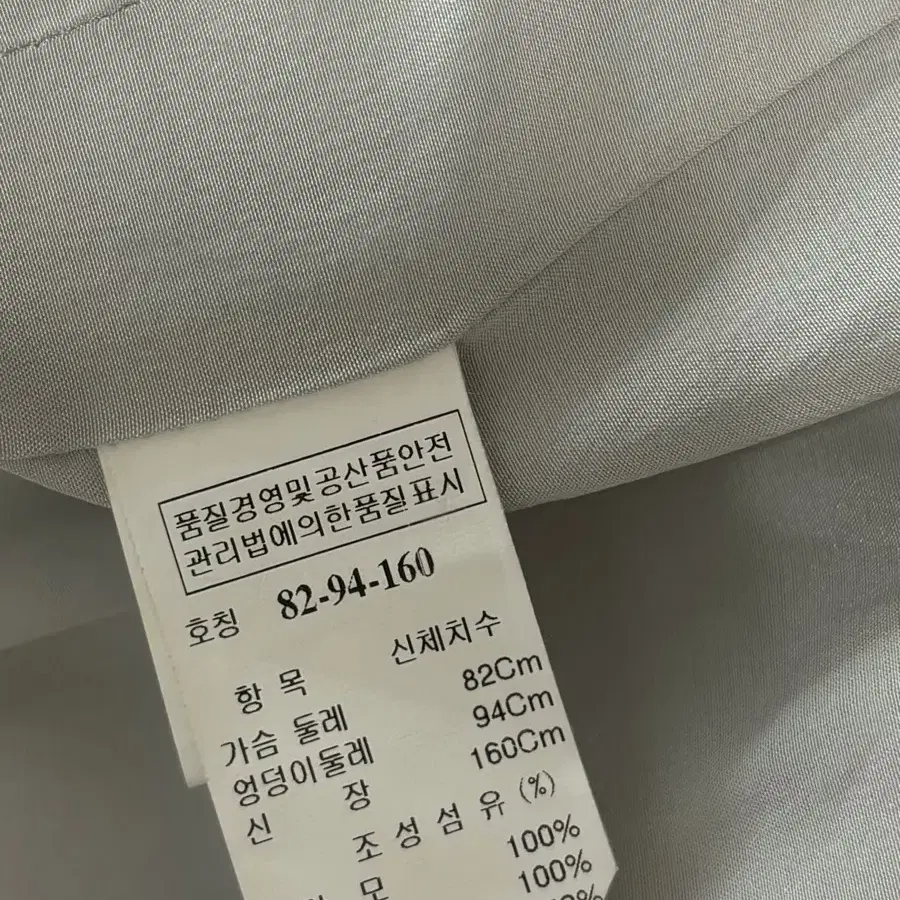 품질경영및공산품안전
관리법에의한품질표시
호칭 82-94-160
항 목 신체치수
가슴 둘레 82Cm
엉덩이둘레 94Cm
신 장 160Cm
조 성 섬 유 (%)
100%
모 100%